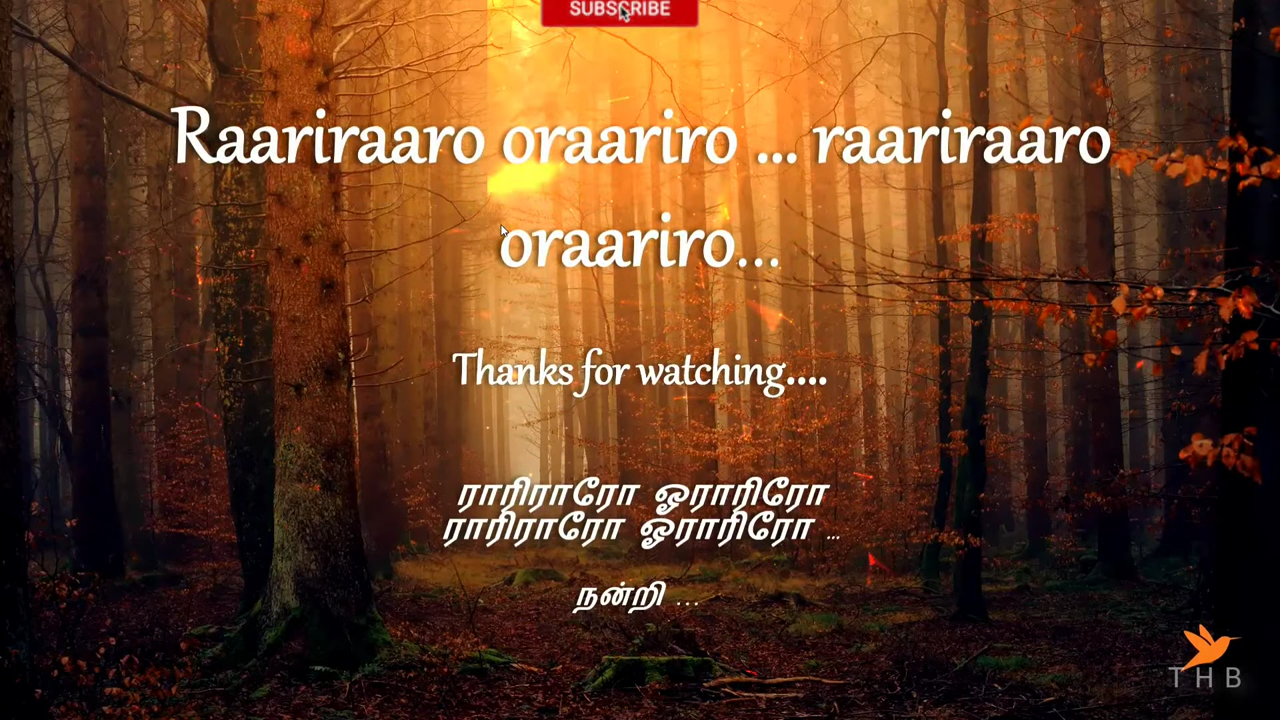 SUBSCRIBE
Raariraaro oraariro ... raariraaro
oraariro...
Thanks for watching....
ராரிராரோ ஓராரிரோ
ராரிராரோ ஓராரிரோ ...
நன்றி ...
THB